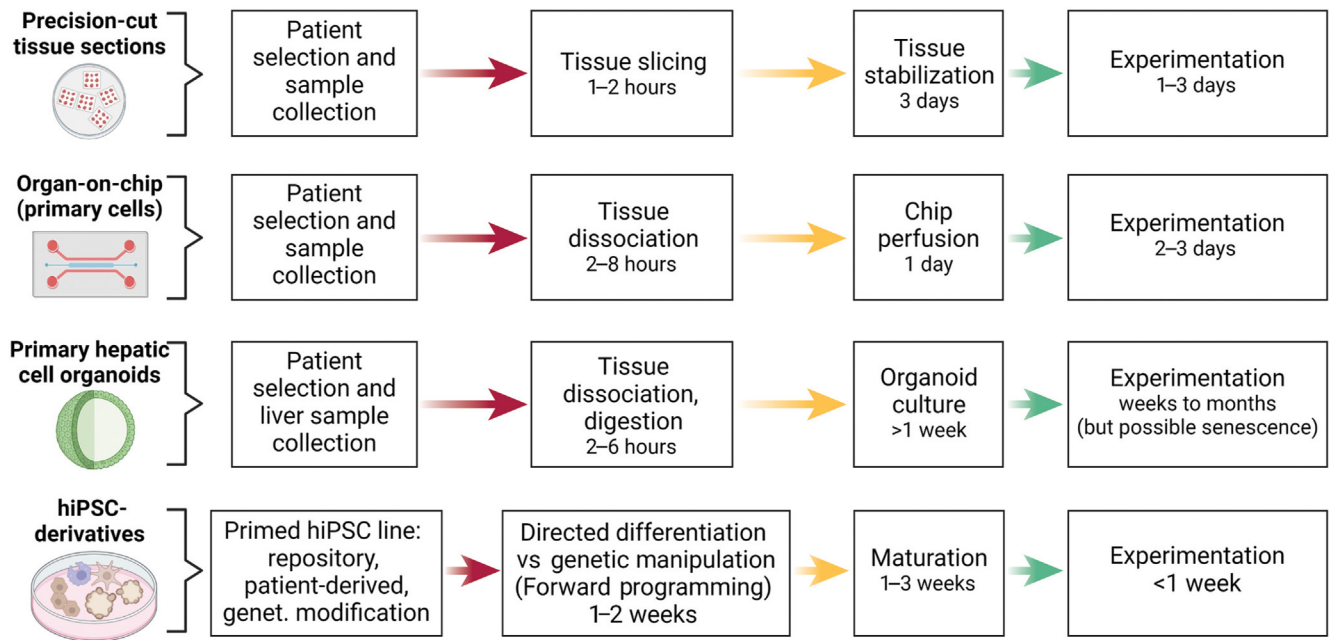 Precision-cut
tissue sections
Patient
selection and
sample
collection
Tissue slicing
1–2 hours
Tissue
stabilization
3 days
Experimentation
1–3 days
Organ-on-chip
(primary cells)
Patient
selection and
sample
collection
Tissue
dissociation
2–8 hours
Chip
perfusion
1 day
Experimentation
2–3 days
Primary hepatic
cell organoids
Patient
selection and
liver sample
collection
Tissue
dissociation,
digestion
2–6 hours
Organoid
culture
>1 week
Experimentation
weeks to months
(but possible senescence)
hiPSC-
derivatives
Primed hiPSC line:
repository,
patient-derived,
genet. modification
Directed differentiation
vs genetic manipulation
(Forward programming)
1–2 weeks
Maturation
1–3 weeks
Experimentation
<1 week